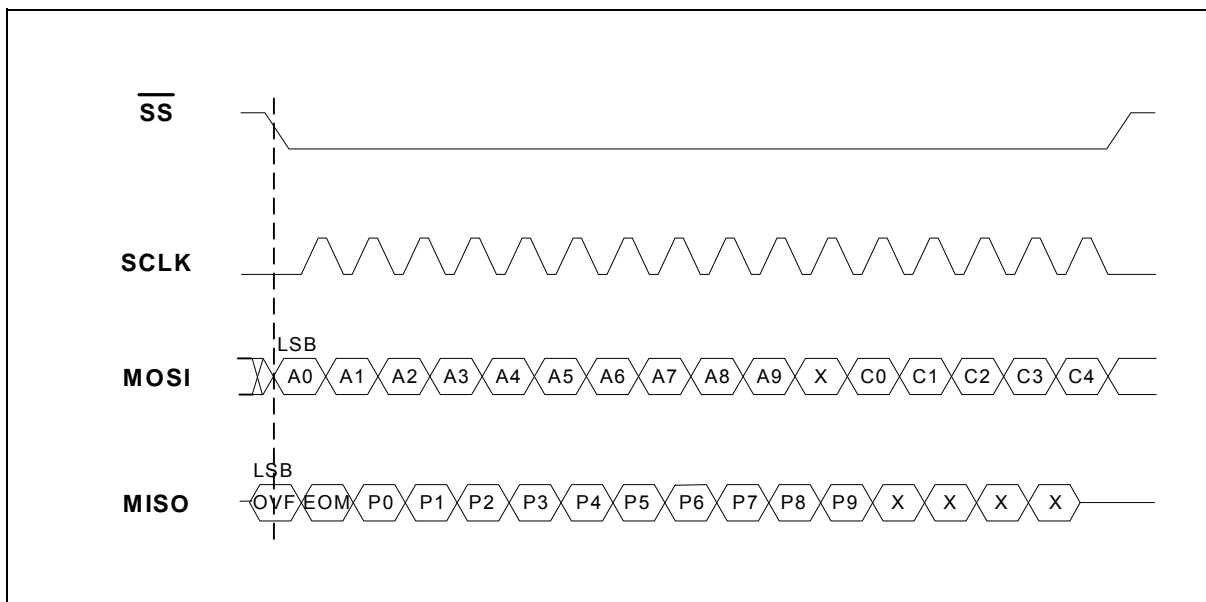 SS
SCLK
LSB
MOSI A0 A1 A2 A3 A4 A5 A6 A7 A8 A9 X C0 C1 C2 C3 C4
LSB
MISO OVF EOM P0 P1 P2 P3 P4 P5 P6 P7 P8 P9 X X X X